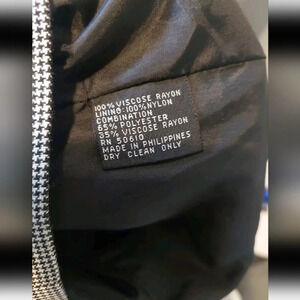 100% VISCOSE RAYON
LINING:100%NYLON
COMBINATION
65% POLYESTER
35% VISCOSE RAYON
RN 50610
MADE IN PHILIPPINES
DRY CLEAN ONLY